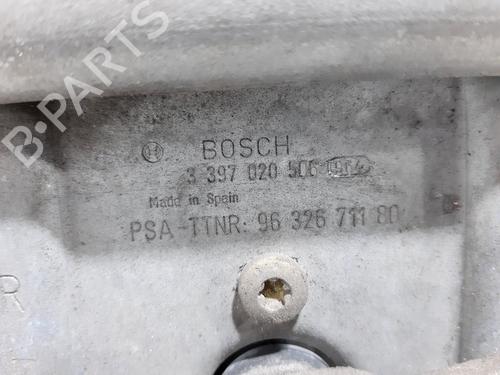 B-Parts
BOSCH
3 397 020 506
Made in Spain
PSA-TTNR: 96 326 711 80
R